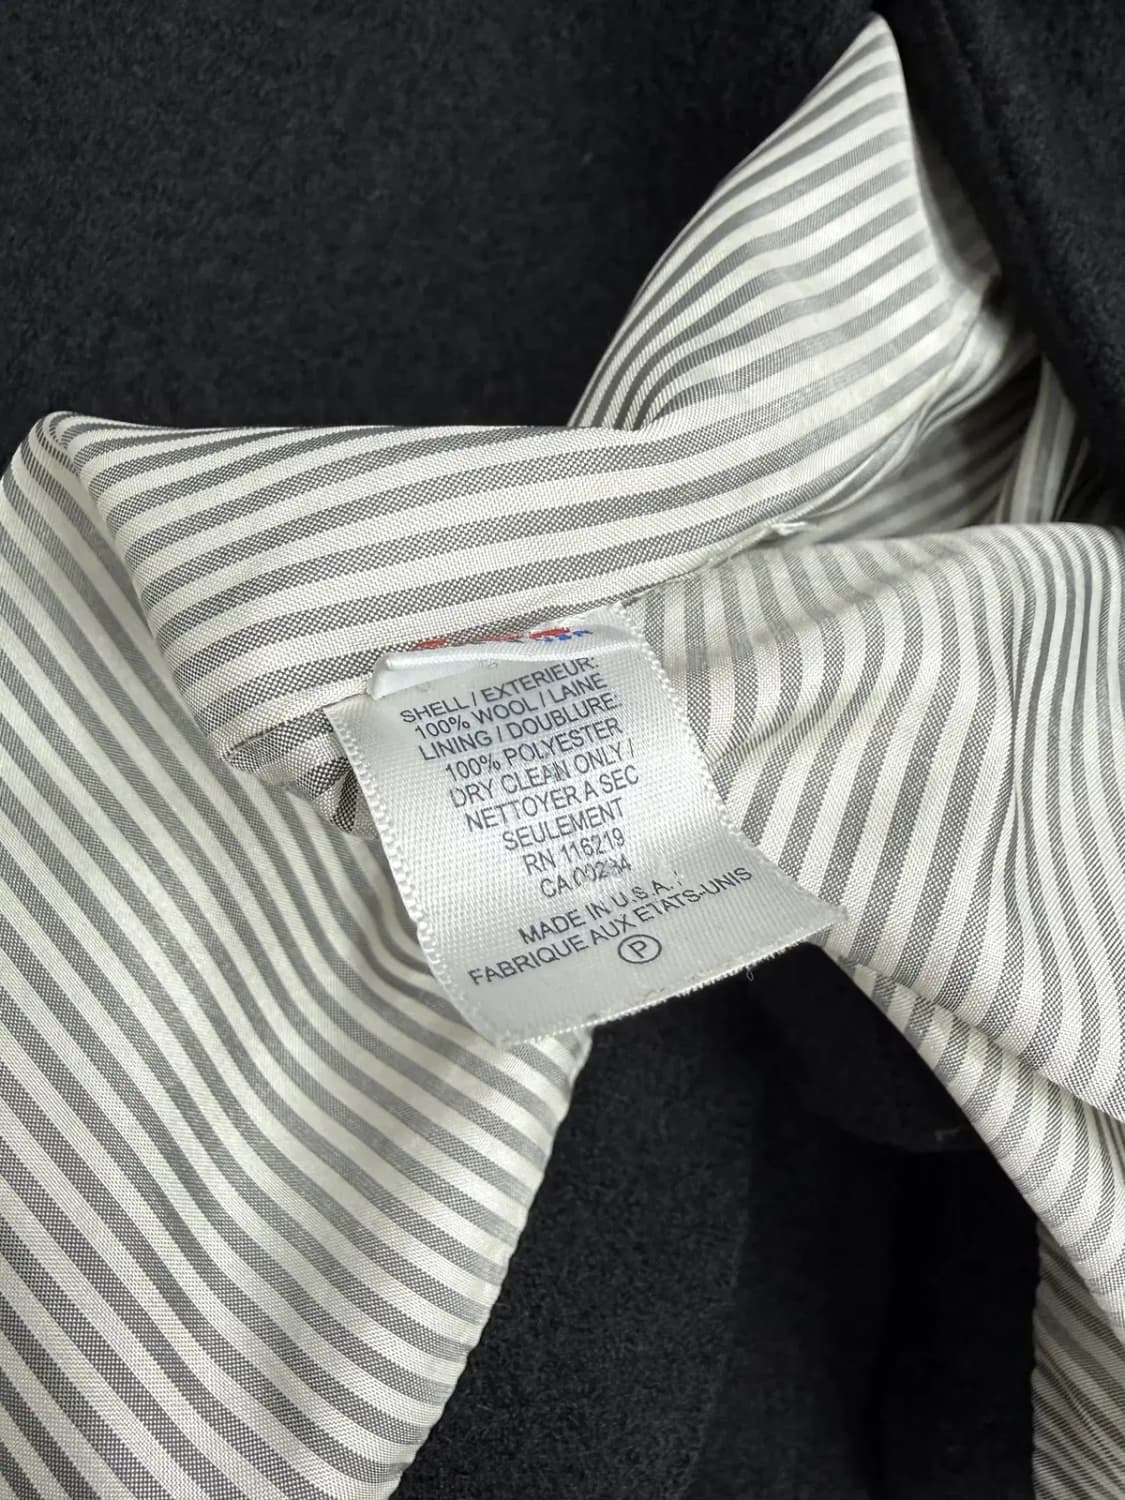 SHELL / EXTERIEUR:
100% WOOL / LAINE
LINING / DOUBLURE:
100% POLYESTER
DRY CLEAN ONLY /
NETTOYER A SEC
SEULEMENT
RN 116219
MADE IN U.S.A. /
FABRIQUE AUX ETATS-UNIS
P